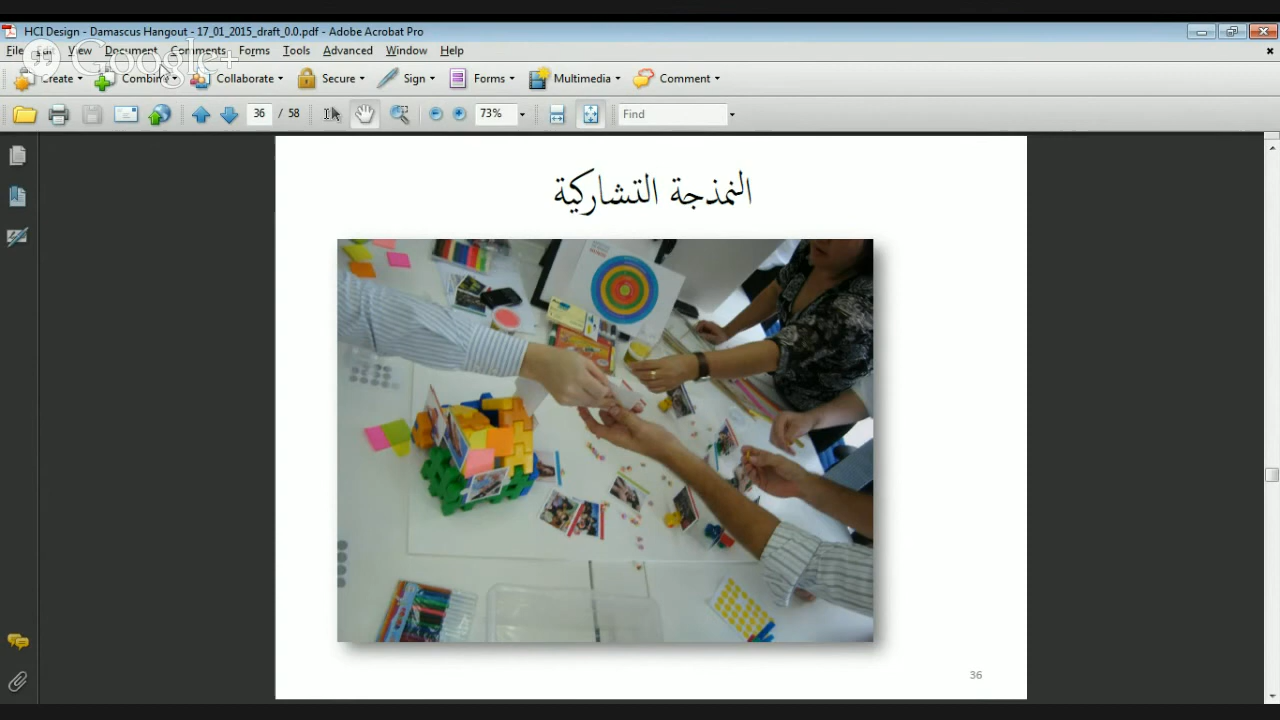 HCI Design - Damascus Hangout - 17_01_2015_draft_0.0.pdf - Adobe Acrobat Pro
File Edit View Document Comments Forms Tools Advanced Window Help
Google+
Create Combine Collaborate Secure Sign Forms Multimedia Comment
36 / 58 73% Find
النمذجة التشاركية
36